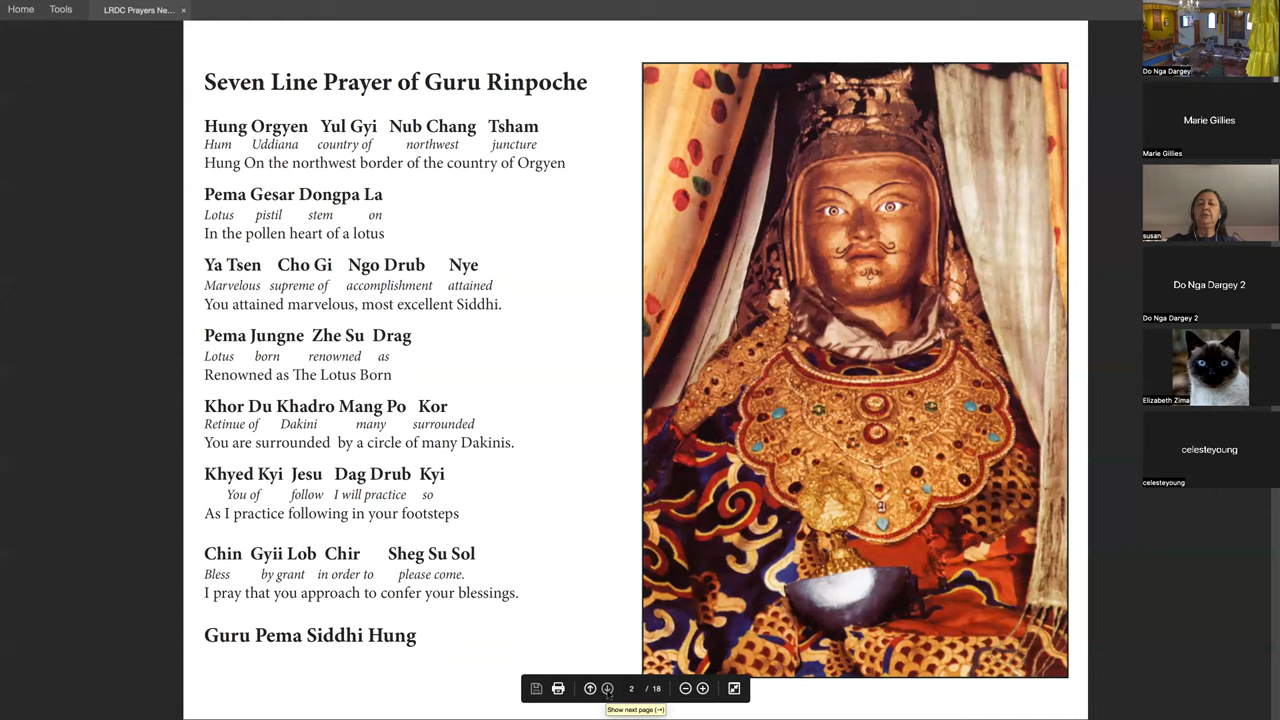 Home Tools LRDC Prayers Ne... ×
Seven Line Prayer of Guru Rinpoche
Hung Orgyen Yul Gyi Nub Chang Tsham
Hum Uddiana country of northwest juncture
Hung On the northwest border of the country of Orgyen
Pema Gesar Dongpa La
Lotus pistil stem on
In the pollen heart of a lotus
Ya Tsen Cho Gi Ngo Drub Nye
Marvelous supreme of accomplishment attained
You attained marvelous, most excellent Siddhi.
Pema Jungne Zhe Su Drag
Lotus born renowned as
Renowned as The Lotus Born
Khor Du Khadro Mang Po Kor
Retinue of Dakini many surrounded
You are surrounded by a circle of many Dakinis.
Khyed Kyi Jesu Dag Drub Kyi
You of follow I will practice so
As I practice following in your footsteps
Chin Gyii Lob Chir Sheg Su Sol
Bless by grant in order to please come.
I pray that you approach to confer your blessings.
Guru Pema Siddhi Hung
2 / 18
Show next page (→)
Do Nga Dargey
Marie Gillies
Marie Gillies
susan
Do Nga Dargey 2
Do Nga Dargey 2
Elizabeth Zima
celesteyoung
celesteyoung